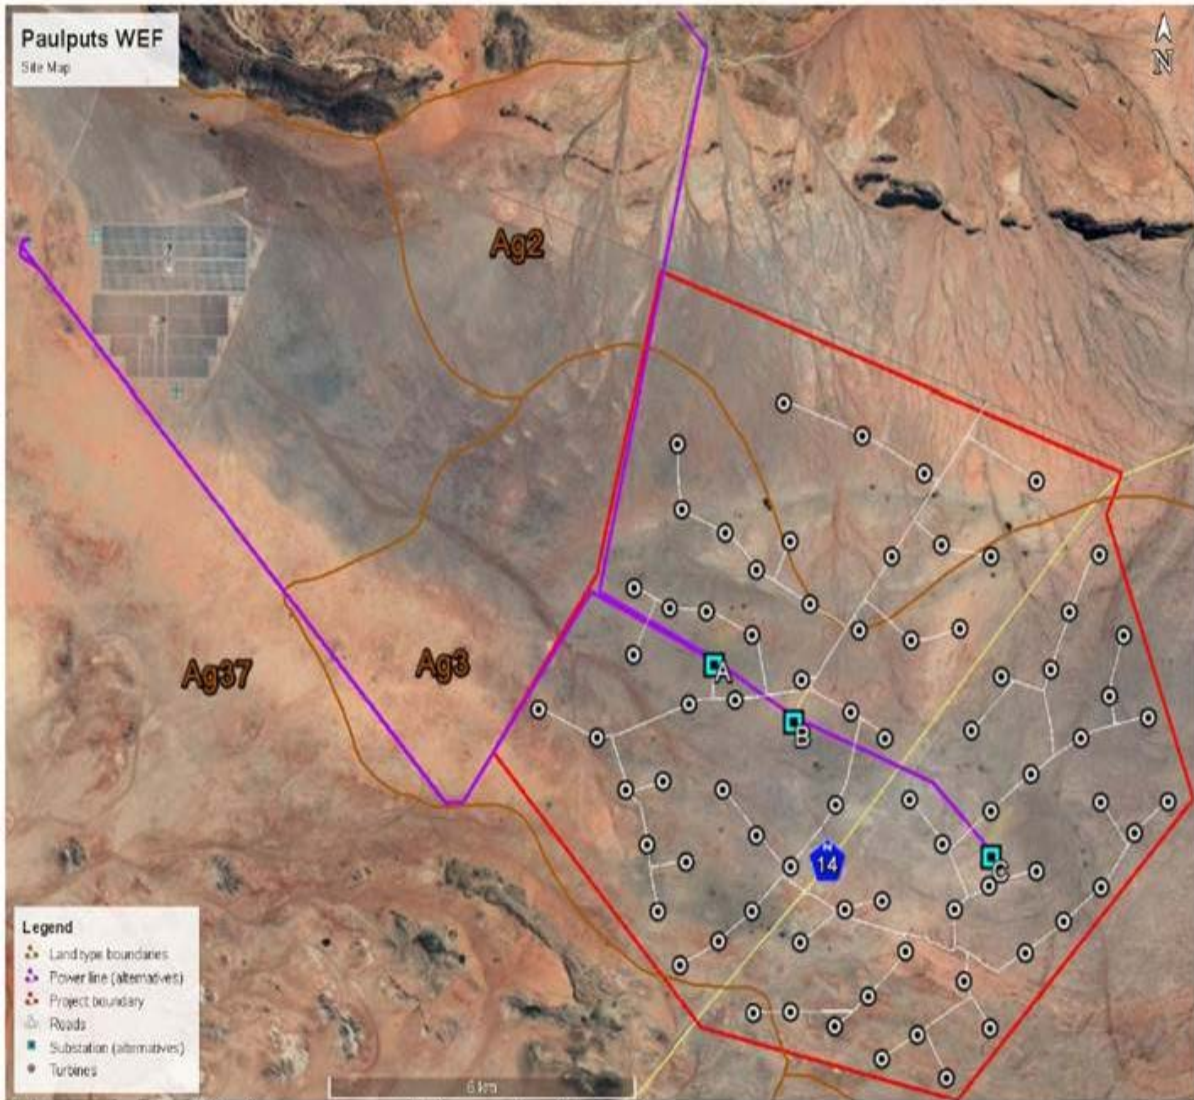 Paulputs WEF
Site Map
N
Ag2
Ag37
Ag3
A
B
N
14
C
Legend
Land type boundaries
Power line (alternatives)
Project boundary
Roads
Substation (alternatives)
Turbines
6 km